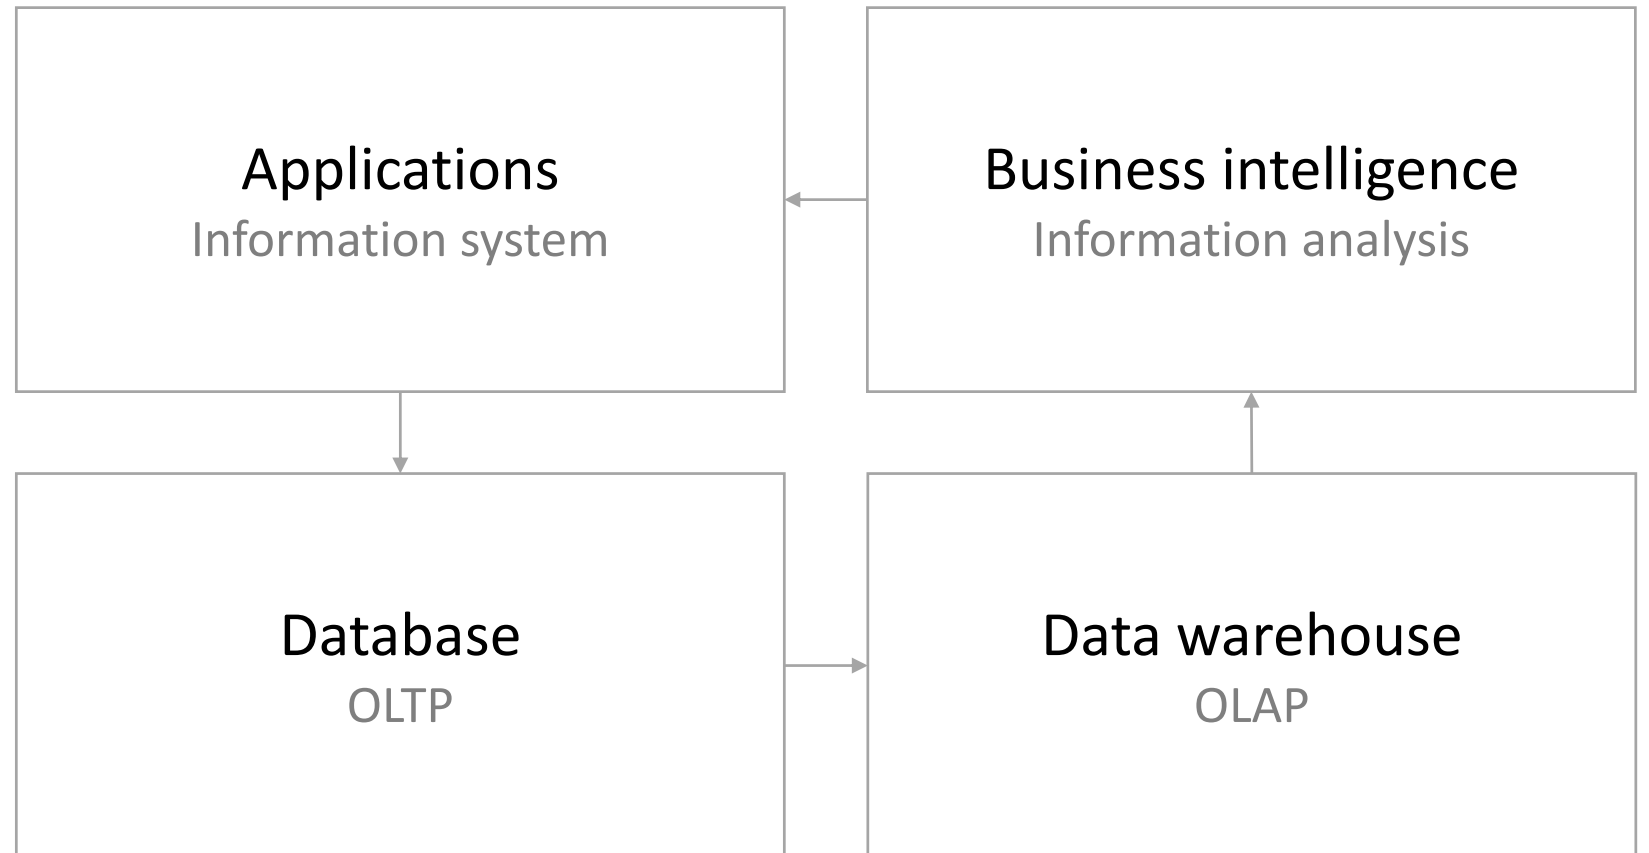 Applications
Information system
Business intelligence
Information analysis
Database
OLTP
Data warehouse
OLAP